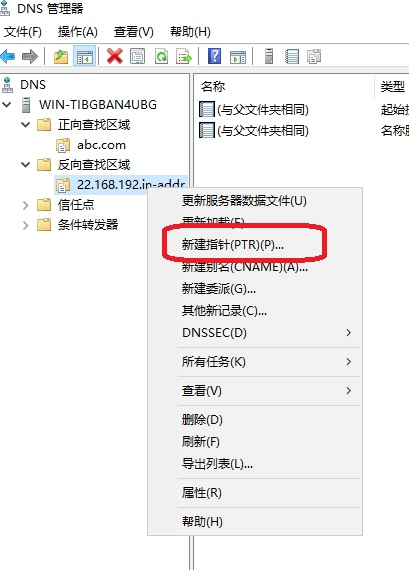 DNS 管理器
文件(F) 操作(A) 查看(V) 帮助(H)
DNS
WIN-TIBGBAN4UBG
正向查找区域
abc.com
反向查找区域
22.168.192.in-addr
信任点
条件转发器
名称 类型
(与父文件夹相同) 起始
(与父文件夹相同) 名称
更新服务器数据文件(U)
重新加载(E)
新建指针(PTR)(P)...
新建别名(CNAME)(A)...
新建委派(G)...
其他新记录(C)...
DNSSEC(D)
所有任务(K)
查看(V)
删除(D)
刷新(F)
导出列表(L)...
属性(R)
帮助(H)